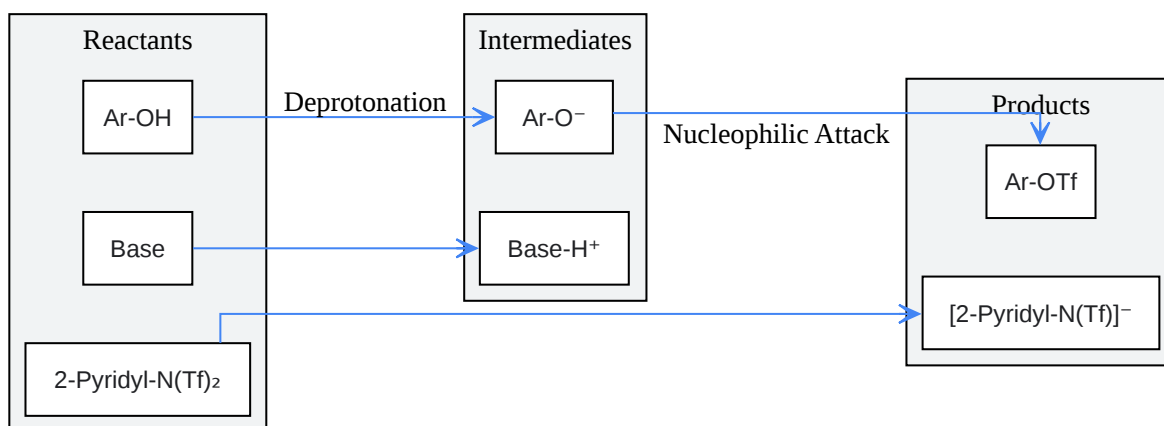 Reactants
Intermediates
Products
Ar-OH
Deprotonation
Ar-O⁻
Nucleophilic Attack
Ar-OTf
Base
Base-H⁺
2-Pyridyl-N(Tf)₂
[2-Pyridyl-N(Tf)]⁻